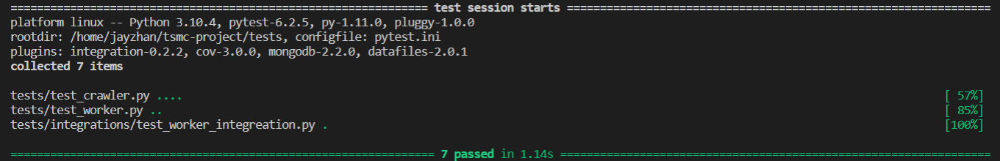 =============================================================== test session starts ================================================================
platform linux -- Python 3.10.4, pytest-6.2.5, py-1.11.0, pluggy-1.0.0
rootdir: /home/jayzhan/tsmc-project/tests, configfile: pytest.ini
plugins: integration-0.2.2, cov-3.0.0, mongodb-2.2.0, datafiles-2.0.1
collected 7 items
tests/test_crawler.py .... [ 57%]
tests/test_worker.py .. [ 85%]
tests/integrations/test_worker_integreation.py . [100%]
================================================================ 7 passed in 1.14s =================================================================